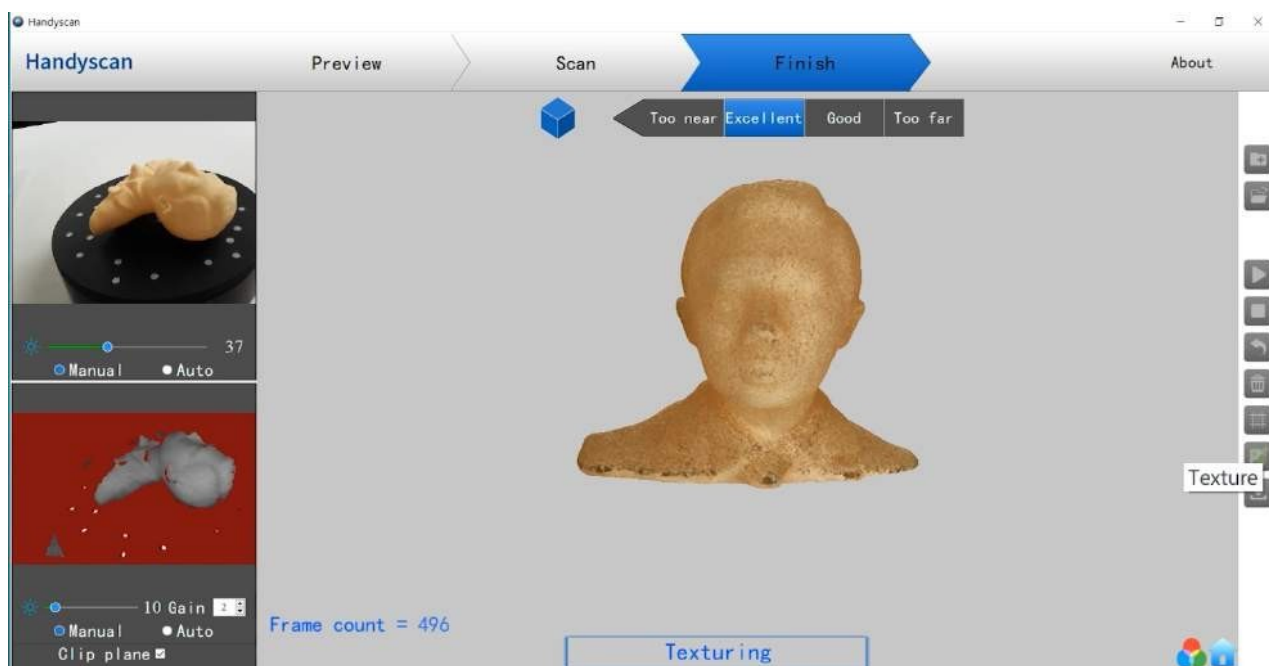 Handyscan
Handyscan Preview Scan Finish About
Too near Excellent Good Too far
37
Manual Auto
Texture
10 Gain 2
Manual Auto
Clip plane
Frame count = 496
Texturing